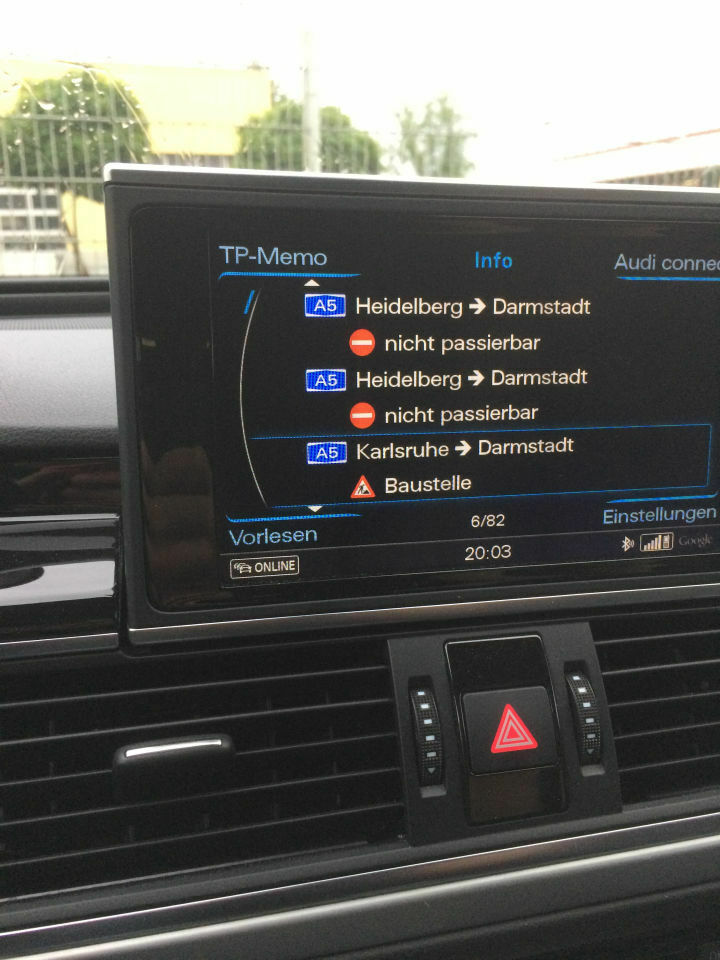 TP-Memo Info Audi connec
A5 Heidelberg → Darmstadt
nicht passierbar
A5 Heidelberg → Darmstadt
nicht passierbar
A5 Karlsruhe → Darmstadt
Baustelle
Vorlesen 6/82 Einstellungen
ONLINE 20:03 Google